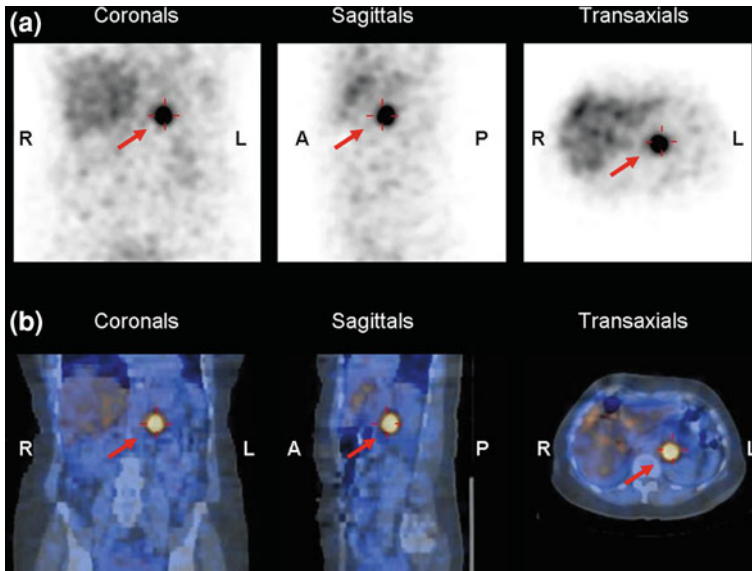 (a)
Coronals Sagittals Transaxials
R L A P R L
(b)
Coronals Sagittals Transaxials
R L A P R L